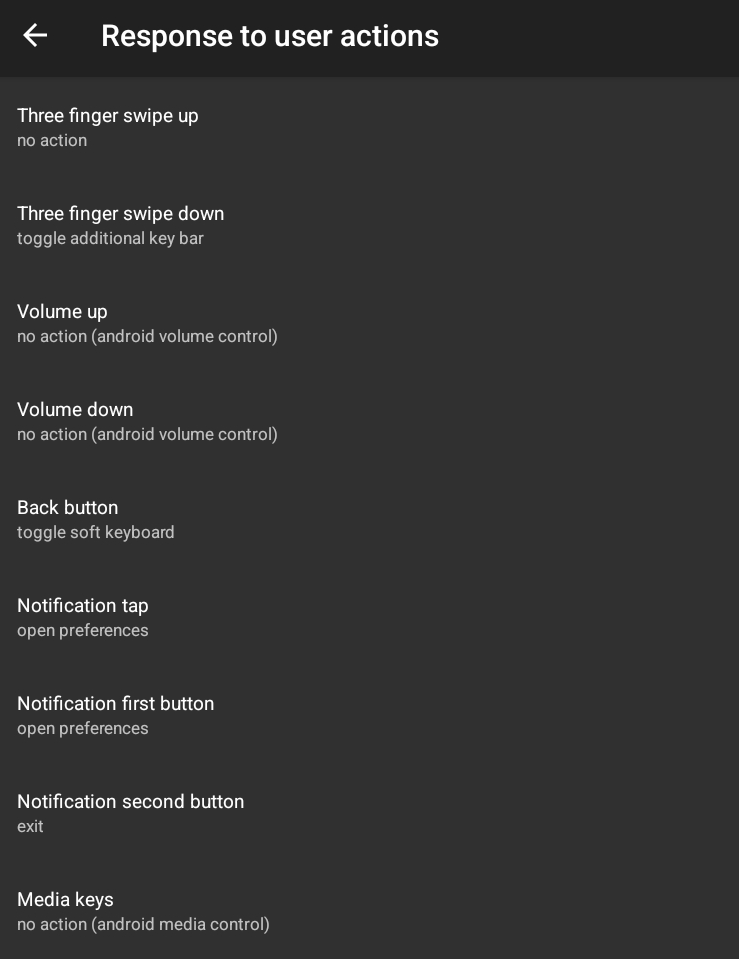 Response to user actions
Three finger swipe up
no action
Three finger swipe down
toggle additional key bar
Volume up
no action (android volume control)
Volume down
no action (android volume control)
Back button
toggle soft keyboard
Notification tap
open preferences
Notification first button
open preferences
Notification second button
exit
Media keys
no action (android media control)